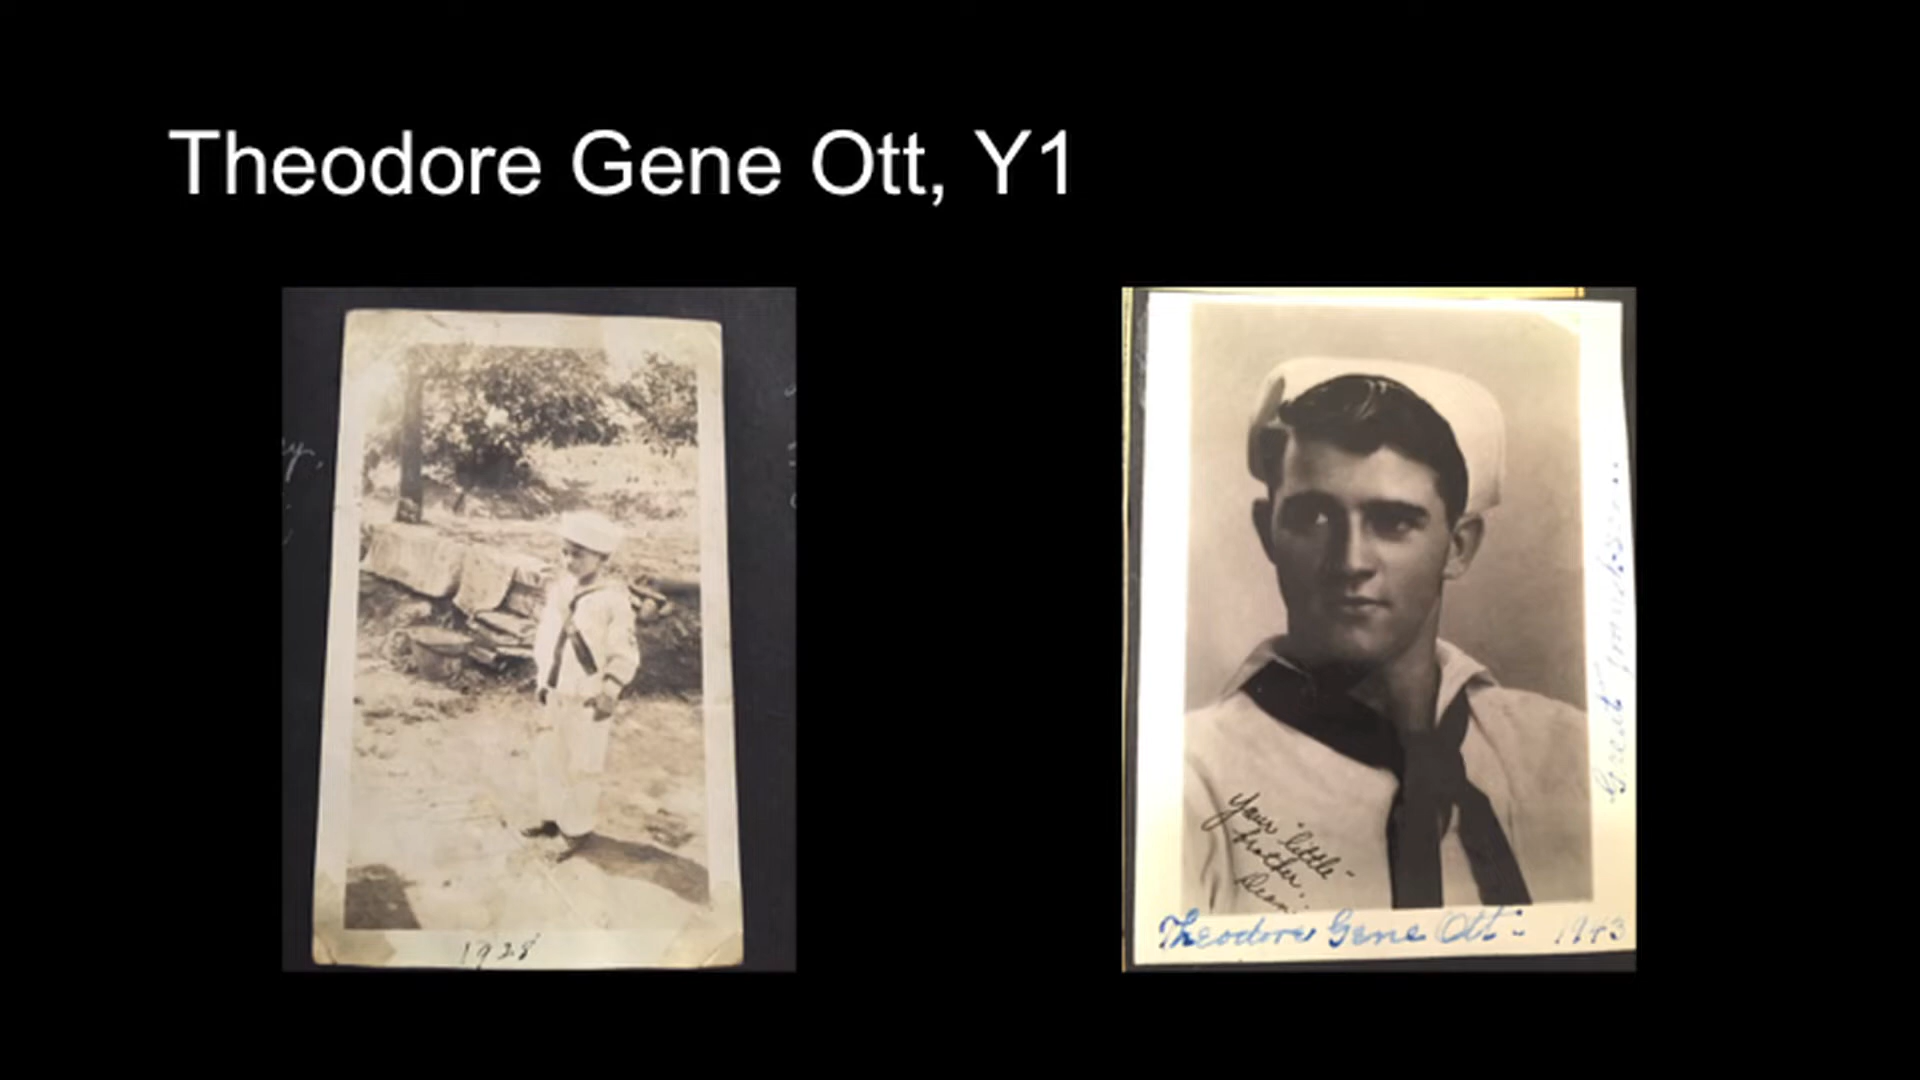 Theodore Gene Ott, Y1
y.
1928
Your "little"
brother,
Theodore Gene Ott - 1943